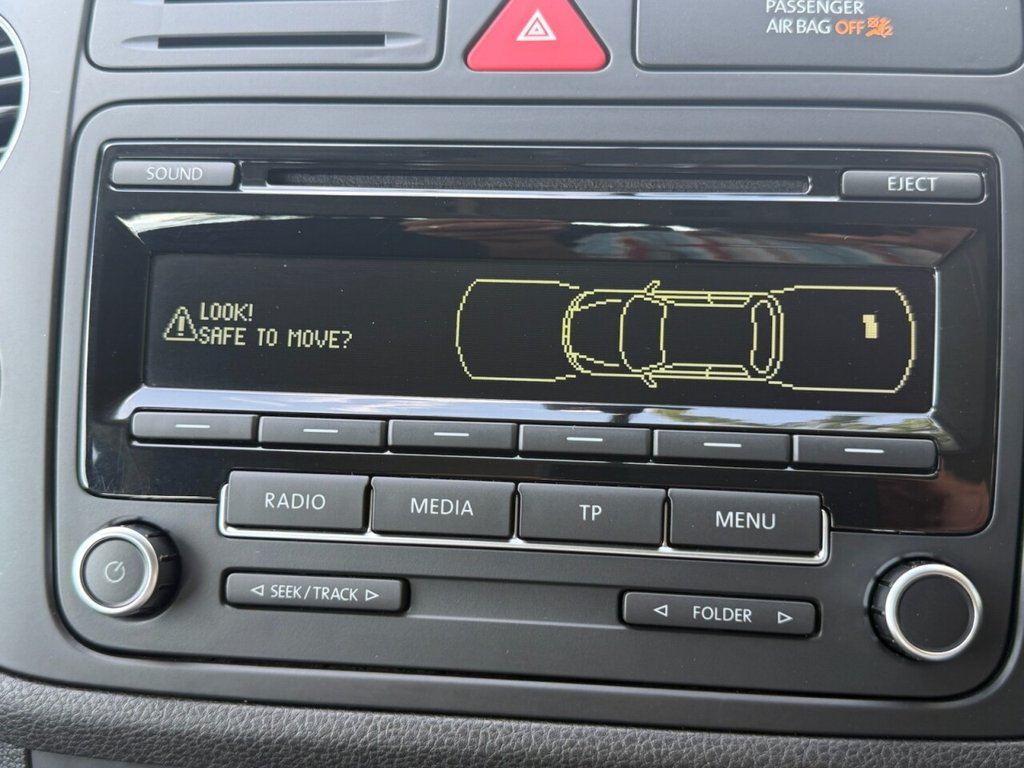 PASSENGER
AIR BAG OFF
SOUND
EJECT
LOOK!
SAFE TO MOVE?
RADIO
MEDIA
TP
MENU
SEEK/TRACK
FOLDER